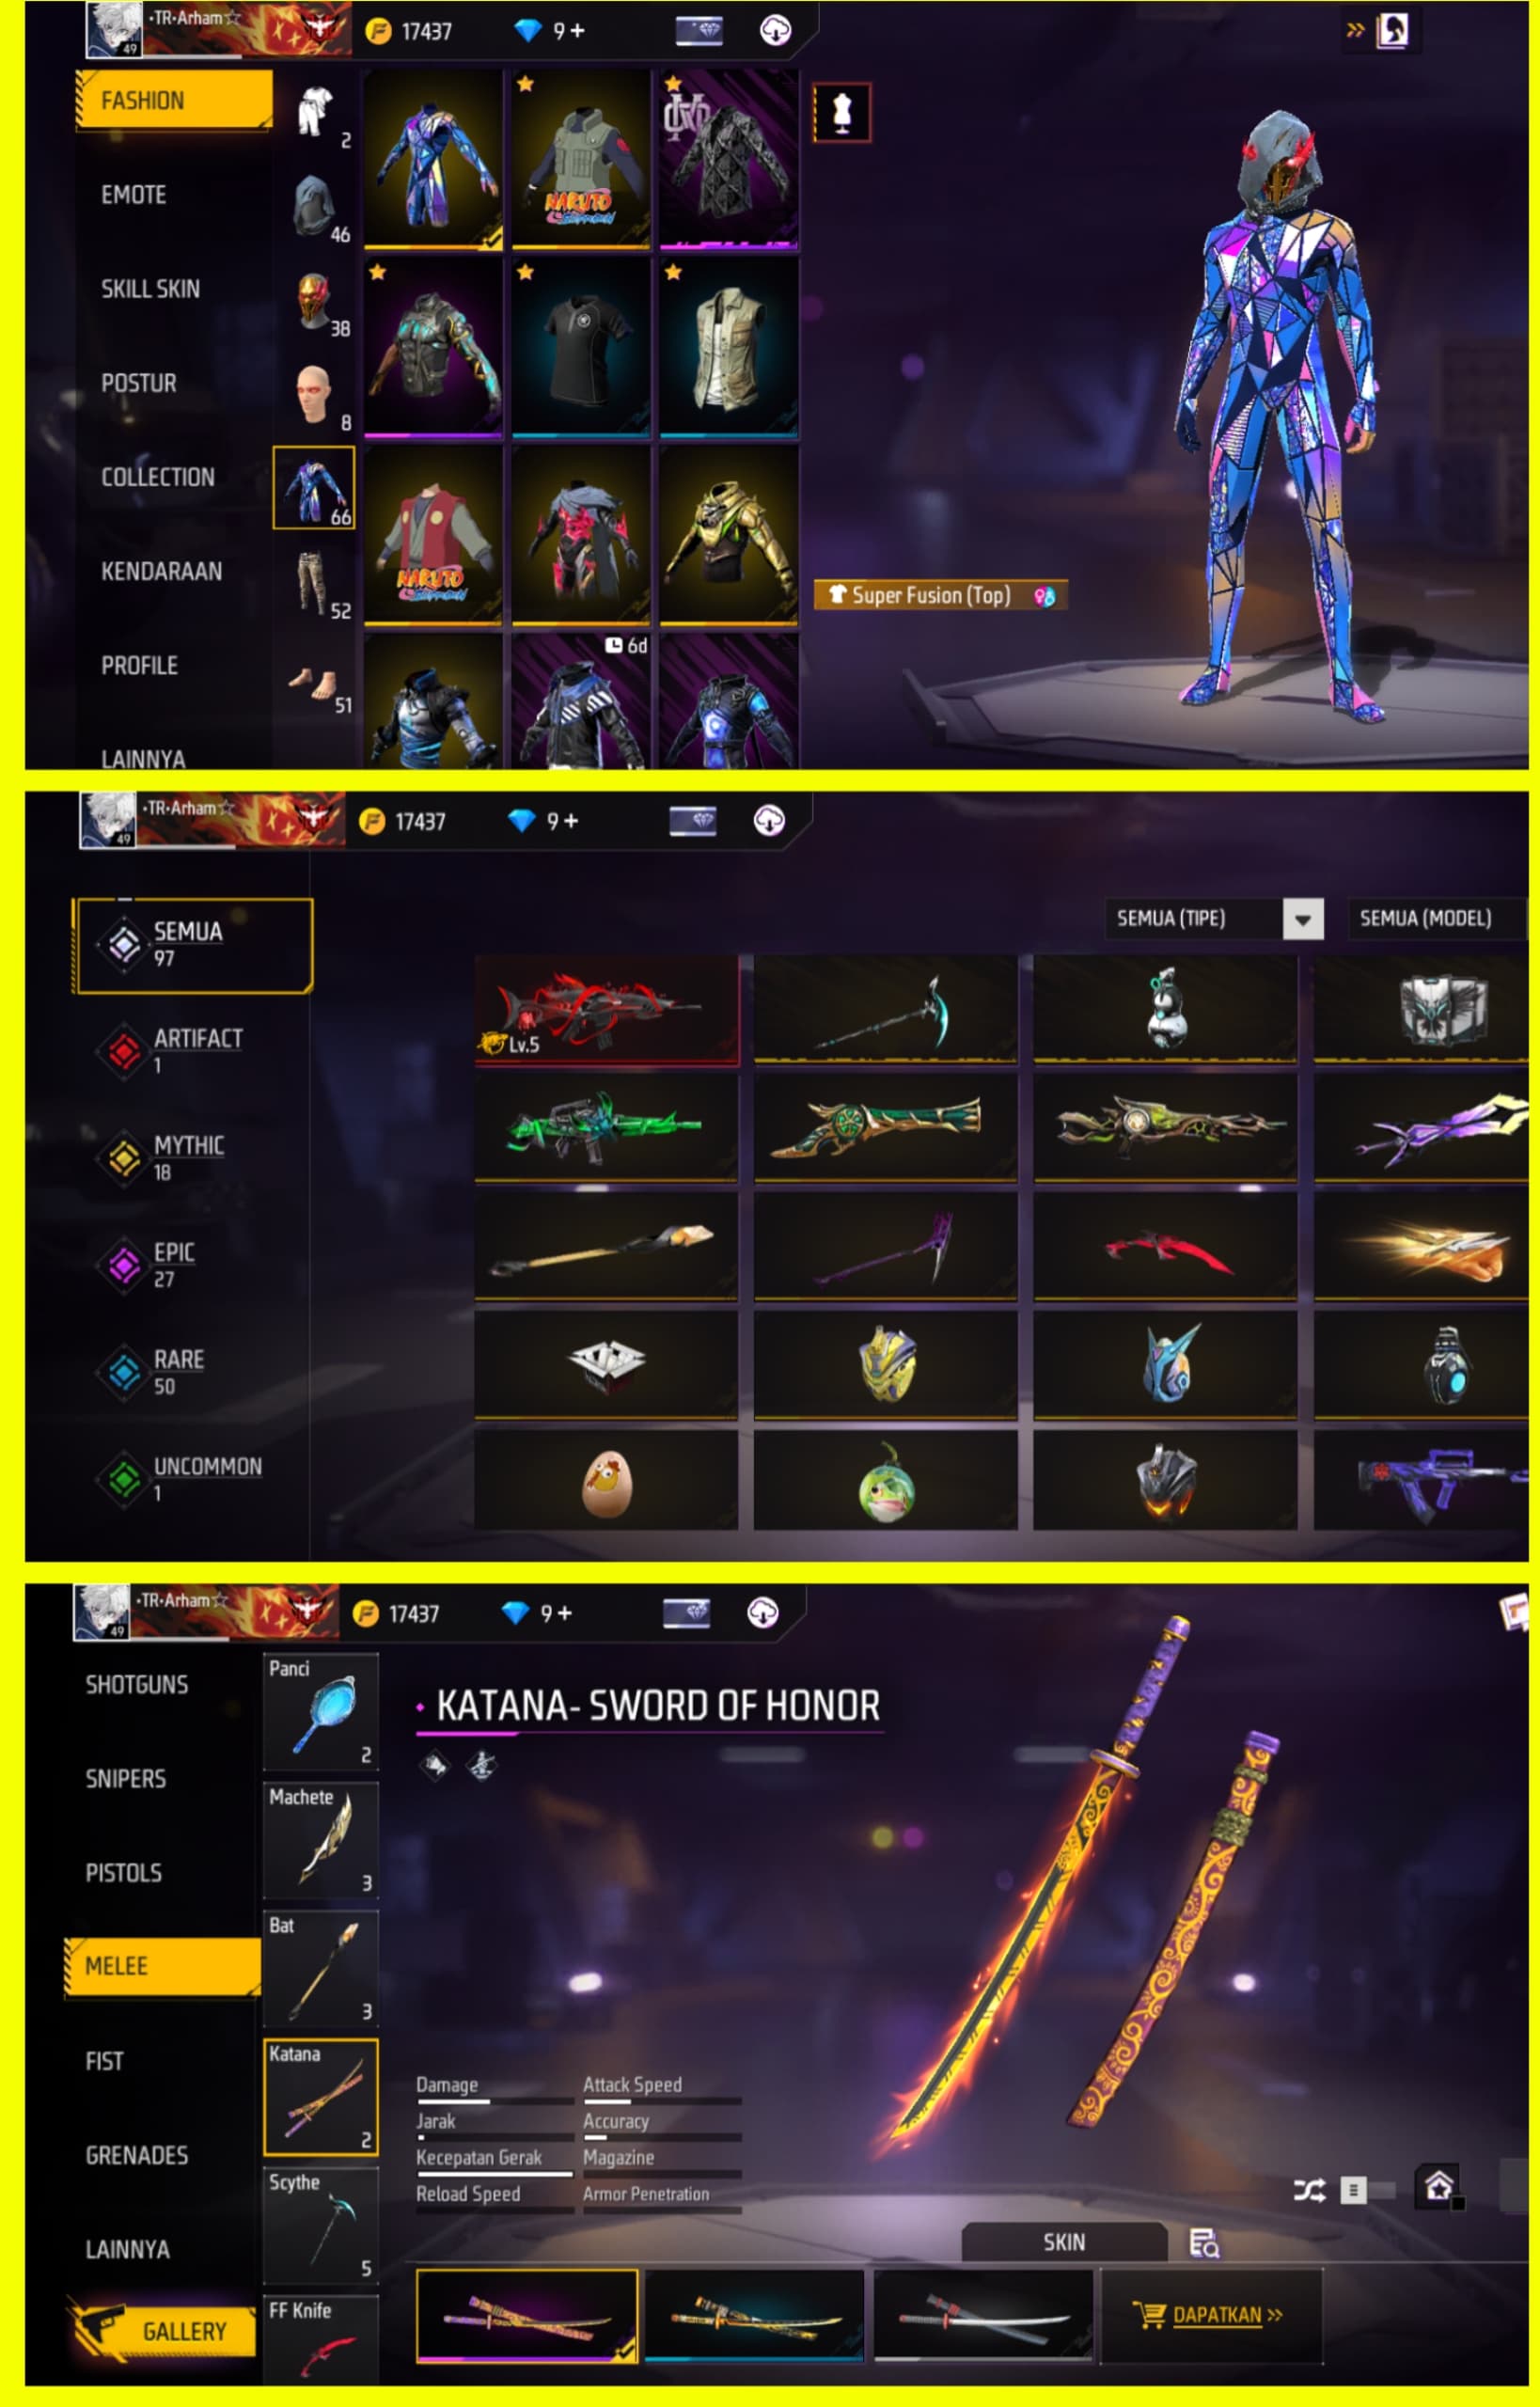 •TR•Arham☆
49
17437
9 +
FASHION
EMOTE
SKILL SKIN
POSTUR
COLLECTION
KENDARAAN
PROFILE
LAINNYA
2
46
38
8
66
52
51
NARUTO
SHIPPUDEN
NARUTO
SHIPPUDEN
6d
Super Fusion (Top)
•TR•Arham☆
49
17437
9 +
SEMUA
97
ARTIFACT
1
MYTHIC
18
EPIC
27
RARE
50
UNCOMMON
1
SEMUA (TIPE)
SEMUA (MODEL)
Lv.5
•TR•Arham☆
49
17437
9 +
SHOTGUNS
SNIPERS
PISTOLS
MELEE
FIST
GRENADES
LAINNYA
GALLERY
Panci
2
Machete
3
Bat
3
Katana
2
Scythe
5
FF Knife
KATANA- SWORD OF HONOR
Damage
Attack Speed
Jarak
Accuracy
Kecepatan Gerak
Magazine
Reload Speed
Armor Penetration
SKIN
DAPATKAN >>